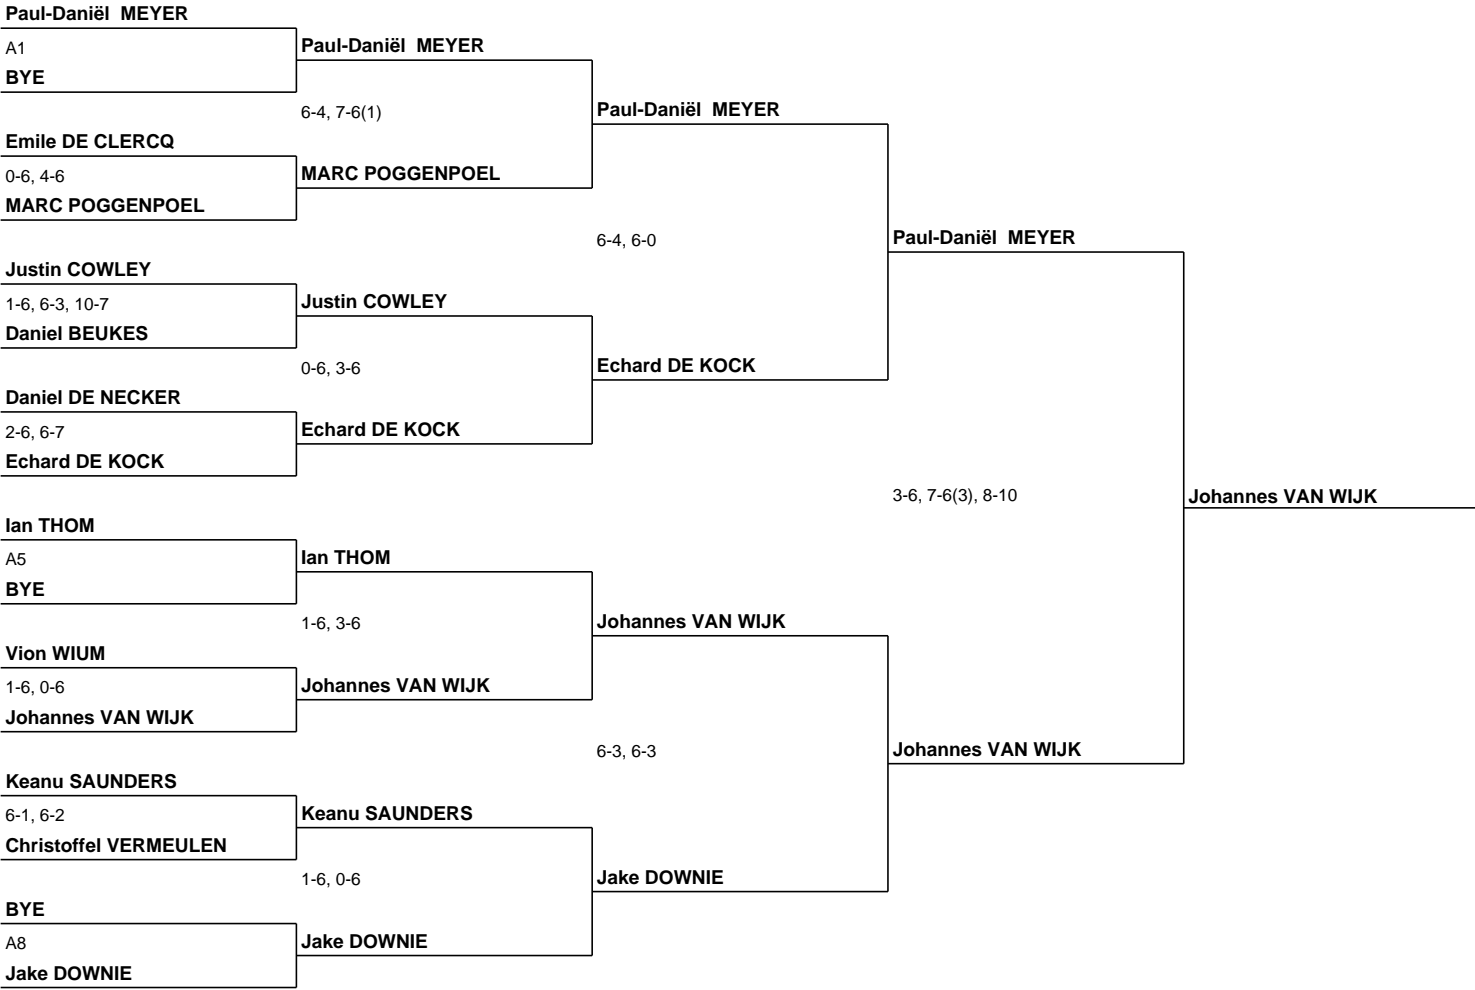 Paul-Daniël  MEYER
A1
BYE
Emile DE CLERCQ
0-6, 4-6
MARC POGGENPOEL
Justin COWLEY
1-6, 6-3, 10-7
Daniel BEUKES
Daniel DE NECKER
2-6, 6-7
Echard DE KOCK
Ian THOM
A5
BYE
Vion WIUM
1-6, 0-6
Johannes VAN WIJK
Keanu SAUNDERS
6-1, 6-2
Christoffel VERMEULEN
BYE
A8
Jake DOWNIE
Paul-Daniël  MEYER
6-4, 7-6(1)
MARC POGGENPOEL
Justin COWLEY
0-6, 3-6
Echard DE KOCK
Ian THOM
1-6, 3-6
Johannes VAN WIJK
Keanu SAUNDERS
1-6, 0-6
Jake DOWNIE
Paul-Daniël  MEYER
6-4, 6-0
Echard DE KOCK
Johannes VAN WIJK
6-3, 6-3
Jake DOWNIE
Paul-Daniël  MEYER
3-6, 7-6(3), 8-10
Johannes VAN WIJK
Johannes VAN WIJK